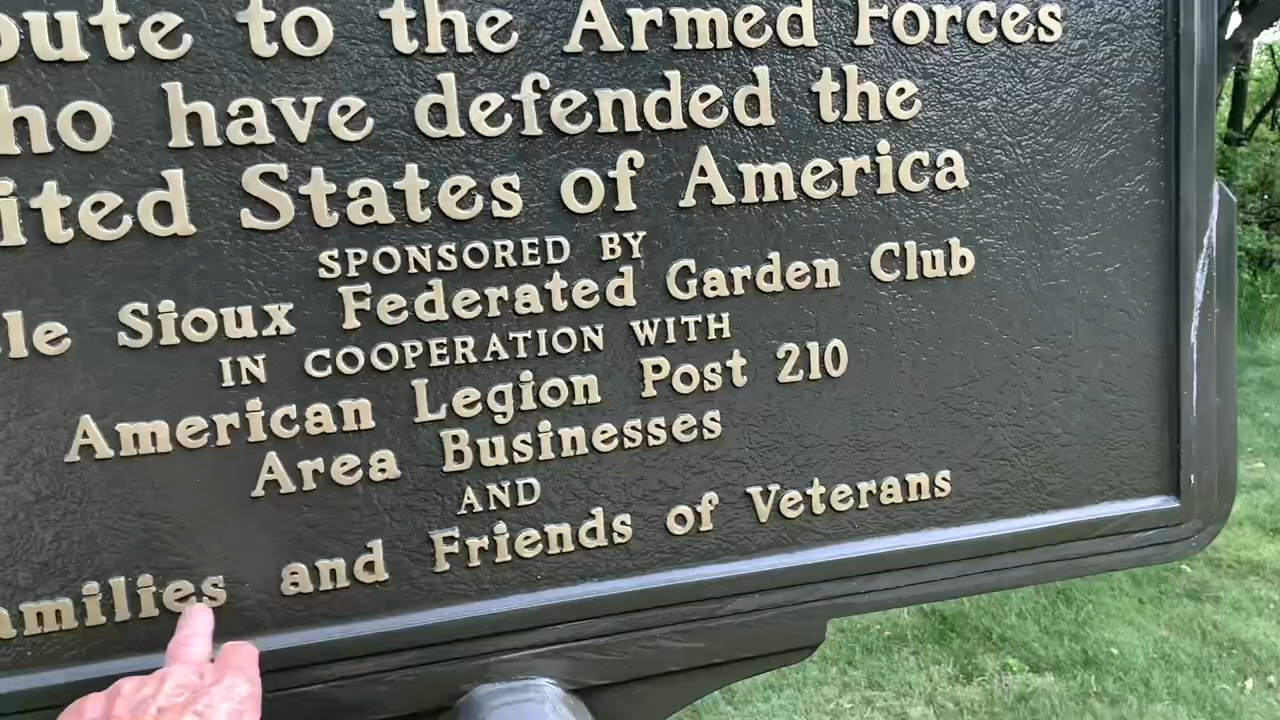 to the Armed Forces
have defended the
States of America
SPONSORED BY
Sioux Federated Garden Club
IN COOPERATION WITH
American Legion Post 210
Area Businesses
AND
amilies and Friends of Veterans